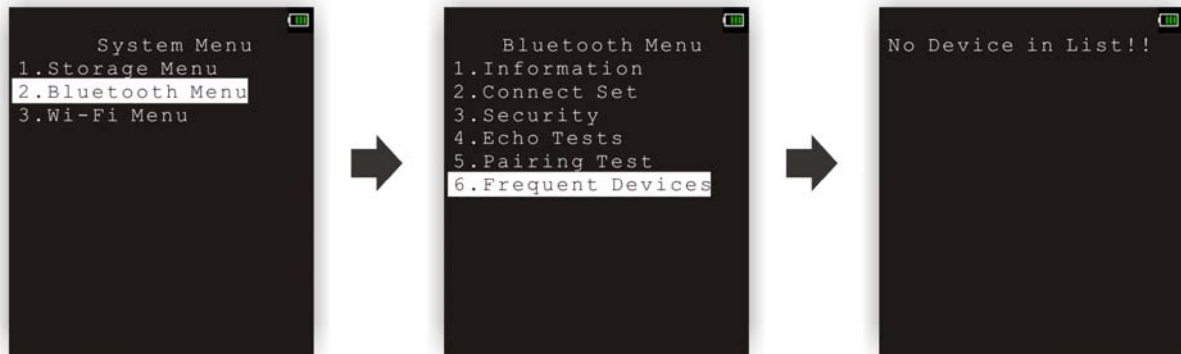 System Menu
1.Storage Menu
2.Bluetooth Menu
3.Wi-Fi Menu
Bluetooth Menu
1.Information
2.Connect Set
3.Security
4.Echo Tests
5.Pairing Test
6.Frequent Devices
No Device in List!!